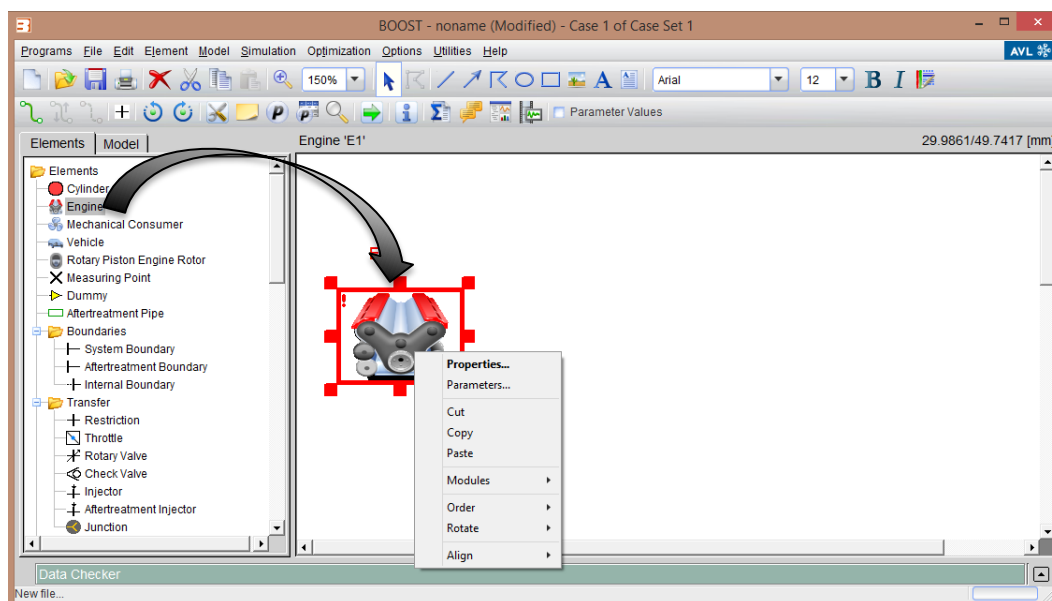 BOOST - noname (Modified) - Case 1 of Case Set 1
Programs File Edit Element Model Simulation Optimization Options Utilities Help
AVL
150% A Arial 12 B I
P Parameter Values
Elements Model
Engine 'E1'
29.9861/49.7417 [mm
Elements
Cylinder
Engine
Mechanical Consumer
Vehicle
Rotary Piston Engine Rotor
Measuring Point
Dummy
Aftertreatment Pipe
Boundaries
System Boundary
Aftertreatment Boundary
Internal Boundary
Transfer
Restriction
Throttle
Rotary Valve
Check Valve
Injector
Aftertreatment Injector
Junction
!
Properties...
Parameters...
Cut
Copy
Paste
Modules
Order
Rotate
Align
Data Checker
New file...